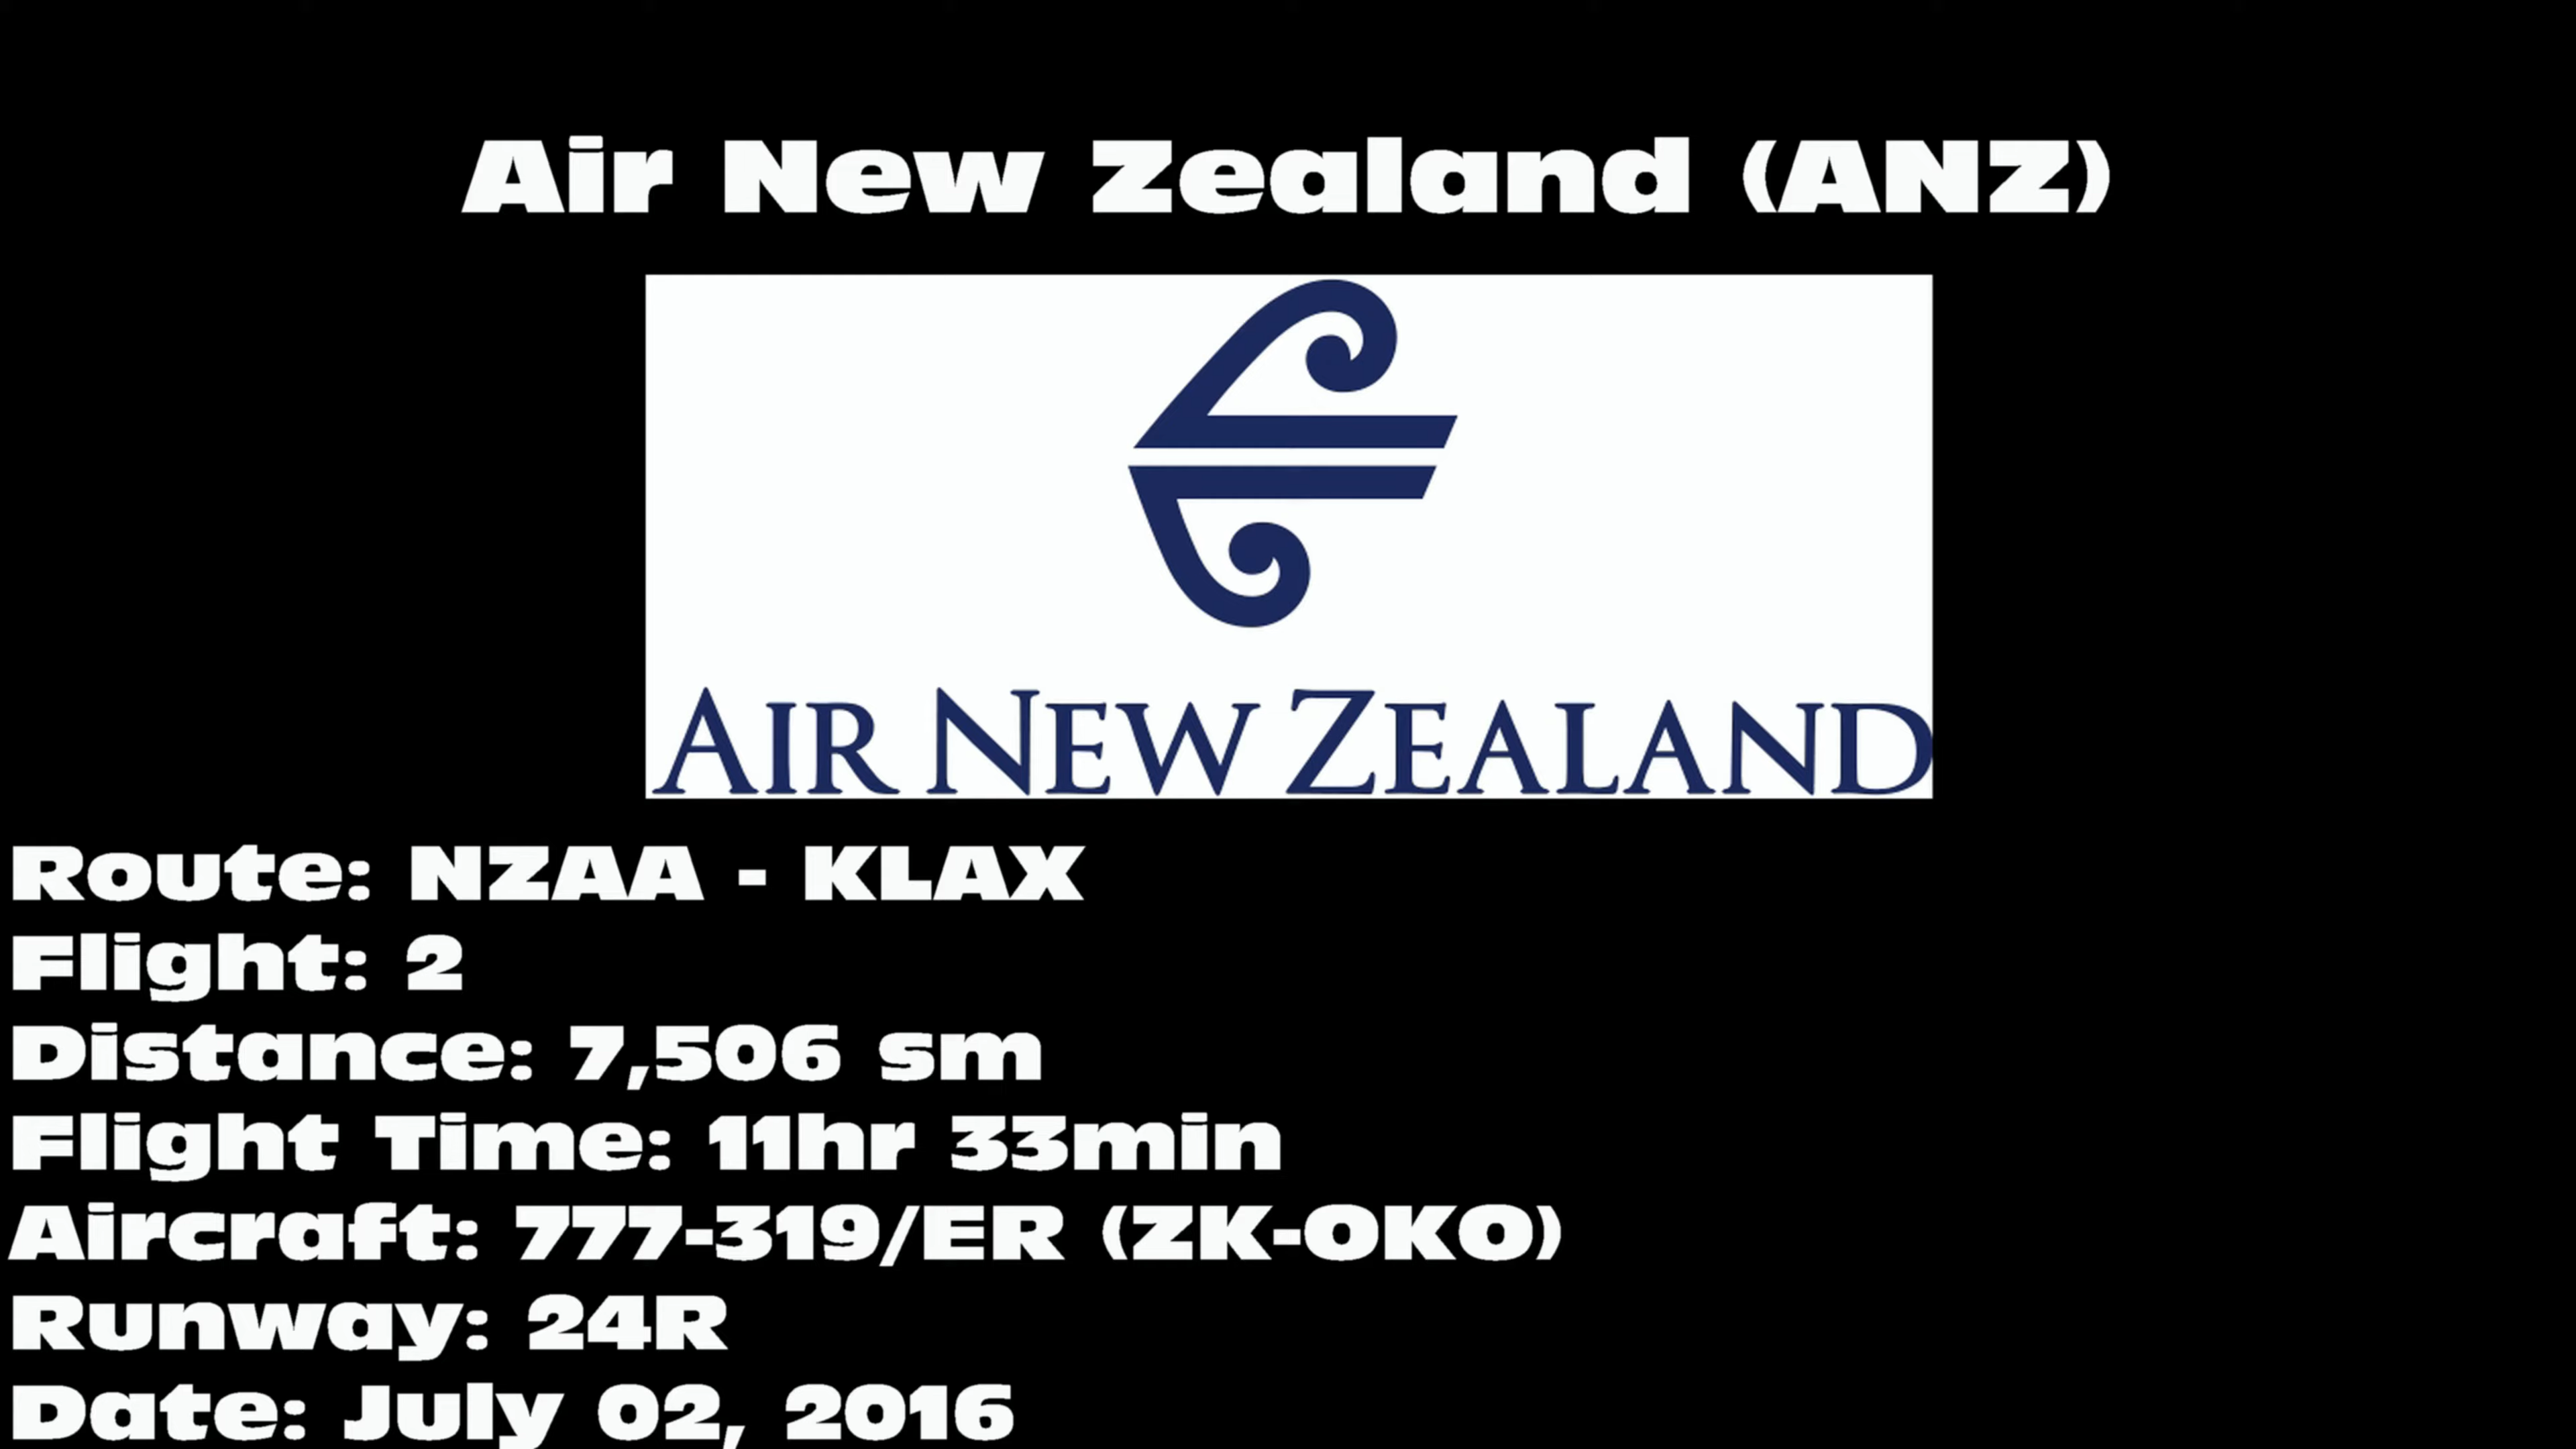 Air New Zealand (ANZ)
AIR NEW ZEALAND
Route: NZAA - KLAX
Flight: 2
Distance: 7,506 sm
Flight Time: 11hr 33min
Aircraft: 777-319/ER (ZK-OKO)
Runway: 24R
Date: July 02, 2016